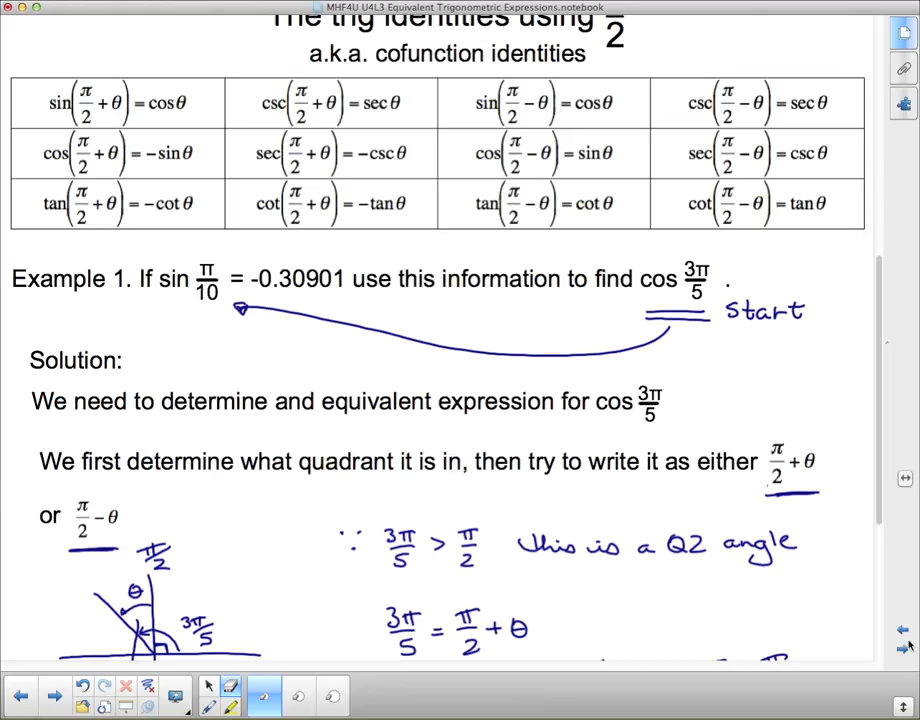 MHF4U U4L3 Equivalent Trigonometric Expressions.notebook
The trig identities using π/2
a.k.a. cofunction identities
sin(π/2 + θ) = cosθ csc(π/2 + θ) = secθ sin(π/2 − θ) = cosθ csc(π/2 − θ) = secθ
cos(π/2 + θ) = −sinθ sec(π/2 + θ) = −cscθ cos(π/2 − θ) = sinθ sec(π/2 − θ) = cscθ
tan(π/2 + θ) = −cotθ cot(π/2 + θ) = −tanθ tan(π/2 − θ) = cotθ cot(π/2 − θ) = tanθ
Example 1. If sin π/10 = -0.30901 use this information to find cos 3π/5 .
start
Solution:
We need to determine and equivalent expression for cos 3π/5
We first determine what quadrant it is in, then try to write it as either π/2 + θ
or π/2 − θ
∵ 3π/5 > π/2 this is a Q2 angle
π/2
θ
3π/5
3π/5 = π/2 + θ